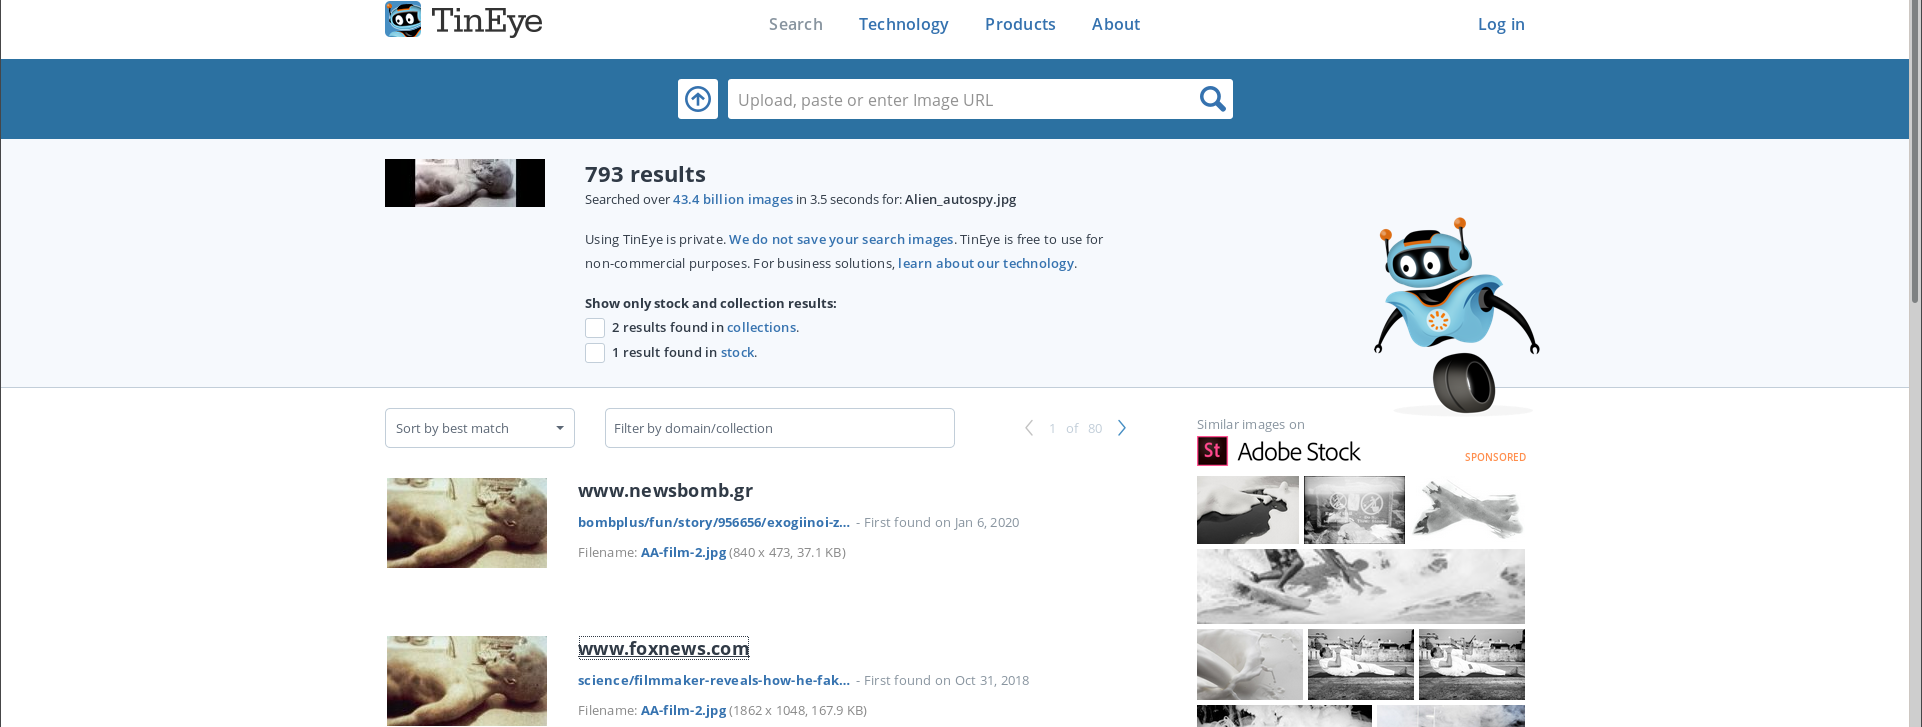 TinEye
Search Technology Products About Log in
Upload, paste or enter Image URL
793 results
Searched over 43.4 billion images in 3.5 seconds for: Alien_autospy.jpg
Using TinEye is private. We do not save your search images. TinEye is free to use for
non-commercial purposes. For business solutions, learn about our technology.
Show only stock and collection results:
2 results found in collections.
1 result found in stock.
Sort by best match
Filter by domain/collection
1 of 80
www.newsbomb.gr
bombplus/fun/story/956656/exogiinoi-z... - First found on Jan 6, 2020
Filename: AA-film-2.jpg (840 x 473, 37.1 KB)
www.foxnews.com
science/filmmaker-reveals-how-he-fak... - First found on Oct 31, 2018
Filename: AA-film-2.jpg (1862 x 1048, 167.9 KB)
Similar images on
St Adobe Stock
SPONSORED